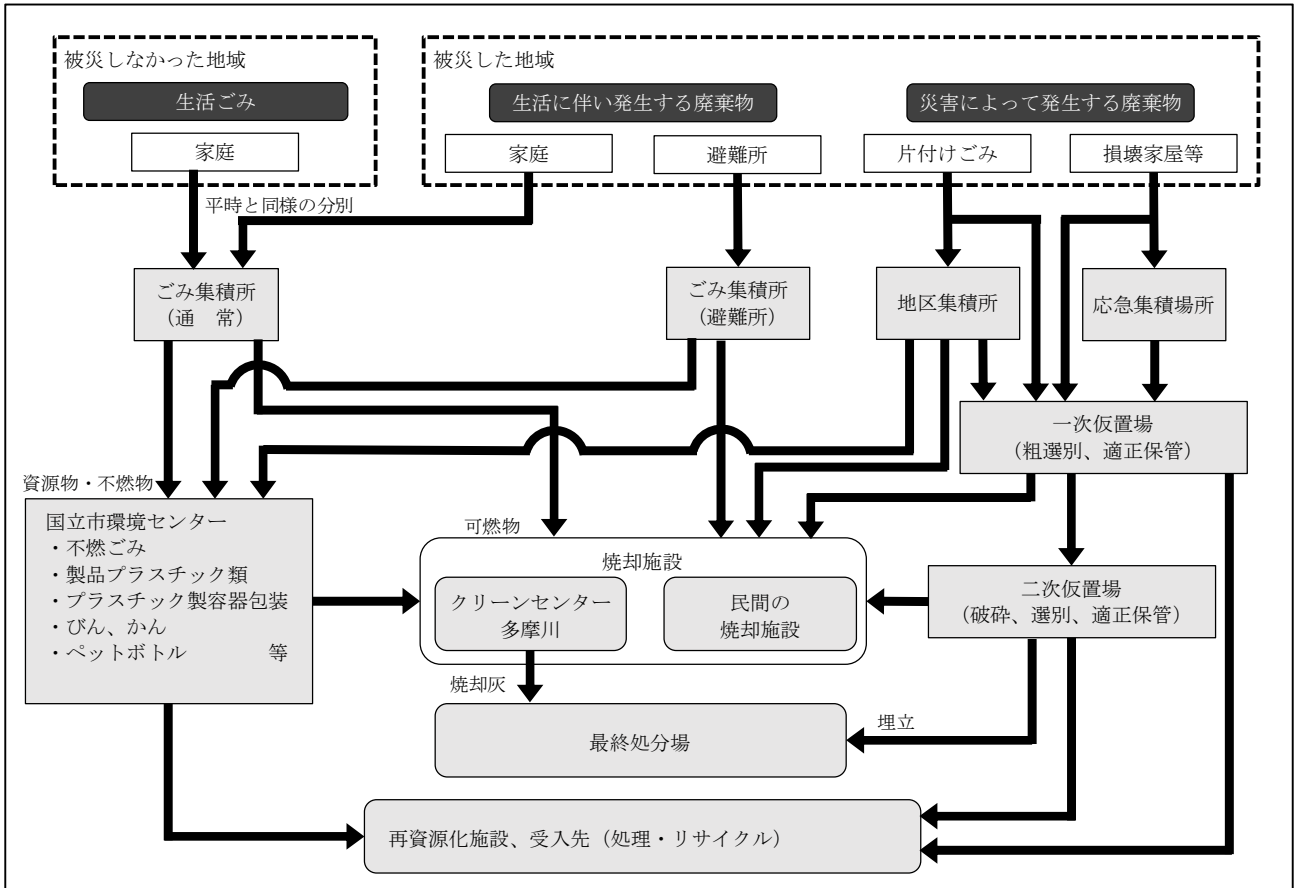 被災しなかった地域
生活ごみ
家庭
被災した地域
生活に伴い発生する廃棄物
災害によって発生する廃棄物
家庭
避難所
片付けごみ
損壊家屋等
平時と同様の分別
ごみ集積所
（通　常）
ごみ集積所
（避難所）
地区集積所
応急集積場所
一次仮置場
（粗選別、適正保管）
資源物・不燃物
国立市環境センター
・不燃ごみ
・製品プラスチック類
・プラスチック製容器包装
・びん、かん
・ペットボトル　　　　等
可燃物
焼却施設
クリーンセンター
多摩川
民間の
焼却施設
二次仮置場
（破砕、選別、適正保管）
焼却灰
埋立
最終処分場
再資源化施設、受入先（処理・リサイクル）